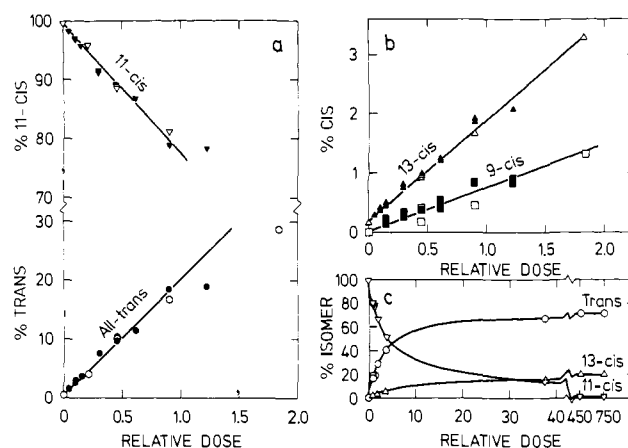 a
% 11-CIS
100
90
80
70
11-cis
30
20
10
0
% TRANS
All-trans
0 0.5 1.0 1.5 2.0
RELATIVE DOSE
b
% CIS
3
2
1
0
13-cis
9-cis
0 0.5 1.0 1.5 2.0
RELATIVE DOSE
c
% ISOMER
100
80
60
40
20
0
Trans
13-cis
11-cis
0 10 20 30 40 450 750
RELATIVE DOSE